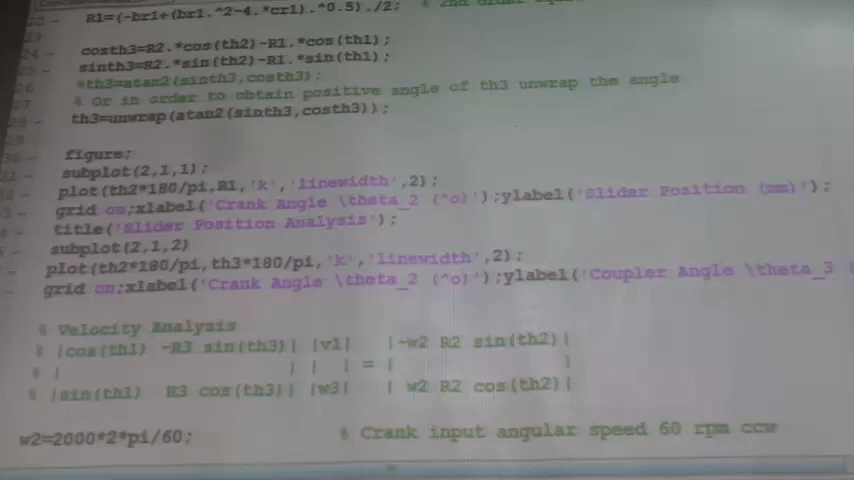 R1=(-br1+(br1.^2-4.*cr1).^0.5)./2; % 2nd order
costh3=R2.*cos(th2)-R1.*cos(th1);
sinth3=R2.*sin(th2)-R1.*sin(th1);
%th3=atan2(sinth3,costh3);
% Or in order to obtain positive angle of th3 unwrap the angle
th3=unwrap(atan2(sinth3,costh3));
figure;
subplot(2,1,1);
plot(th2*180/pi,R1,'k','linewidth',2);
grid on;xlabel('Crank Angle \theta_2 (^o)');ylabel('Slider Position (mm)');
title('Slider Position Analysis');
subplot(2,1,2)
plot(th2*180/pi,th3*180/pi,'k','linewidth',2);
grid on;xlabel('Crank Angle \theta_2 (^o)');ylabel('Coupler Angle \theta_3
% Velocity Analysis
% |cos(th1) -R3 sin(th3)| |v1| |-w2 R2 sin(th2)|
% | | | | = | |
% |sin(th1) R3 cos(th3)| |w3| | w2 R2 cos(th2)|
w2=2000*2*pi/60; % Crank input angular speed 60 rpm ccw